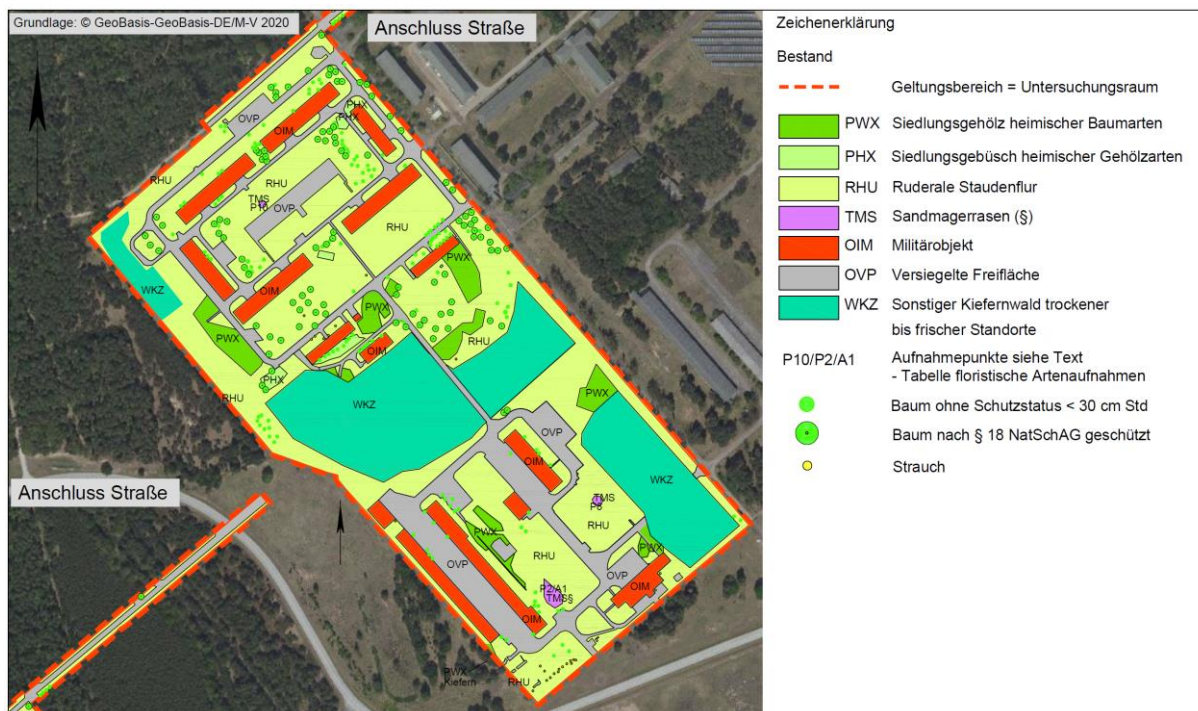 Grundlage: © GeoBasis-GeoBasis-DE/M-V 2020
Anschluss Straße
PHX
PHX
OVP
OIM
RHU
RHU
TMS
P10
OVP
RHU
WKZ
OIM
PWX
PWX
PWX
OIM
RHU
PHX
RHU
WKZ
PWX
OVP
OIM
WKZ
TMS
P8
RHU
PWX
OVP
RHU
PWX
OVP
OIM
P2/A1
TMS§
OIM
PWX
Kiefern
RHU
Anschluss Straße
Zeichenerklärung
Bestand
Geltungsbereich = Untersuchungsraum
PWX Siedlungsgehölz heimischer Baumarten
PHX Siedlungsgebüsch heimischer Gehölzarten
RHU Ruderale Staudenflur
TMS Sandmagerrasen (§)
OIM Militärobjekt
OVP Versiegelte Freifläche
WKZ Sonstiger Kiefernwald trockener
bis frischer Standorte
P10/P2/A1 Aufnahmepunkte siehe Text
- Tabelle floristische Artenaufnahmen
Baum ohne Schutzstatus < 30 cm Std
Baum nach § 18 NatSchAG geschützt
Strauch